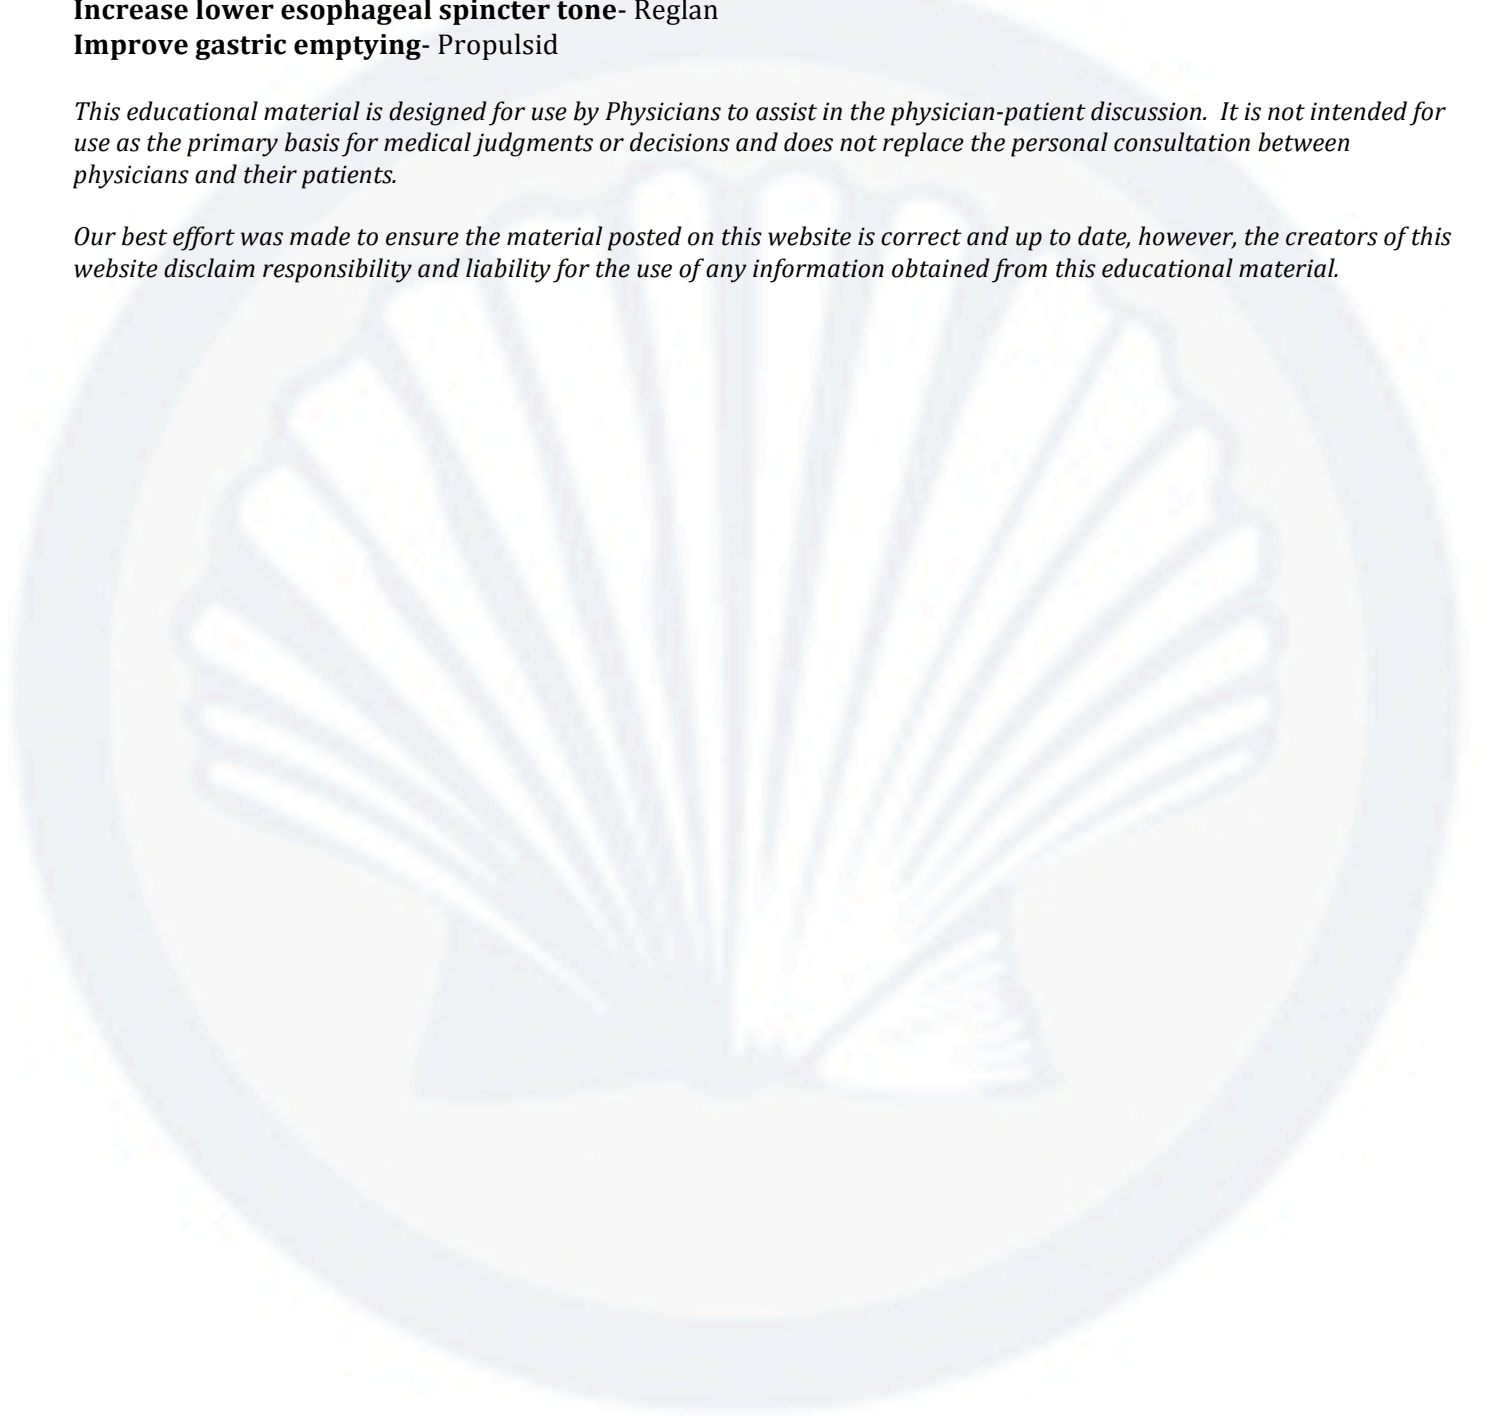 Increase lower esophageal spincter tone- Reglan
Improve gastric emptying- Propulsid
This educational material is designed for use by Physicians to assist in the physician-patient discussion.  It is not intended for
use as the primary basis for medical judgments or decisions and does not replace the personal consultation between
physicians and their patients.
Our best effort was made to ensure the material posted on this website is correct and up to date, however, the creators of this
website disclaim responsibility and liability for the use of any information obtained from this educational material.